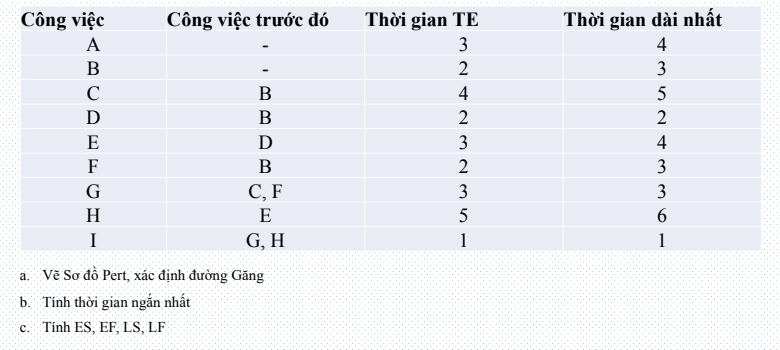 Công việc Công việc trước đó Thời gian TE Thời gian dài nhất
A - 3 4
B - 2 3
C B 4 5
D B 2 2
E D 3 4
F B 2 3
G C, F 3 3
H E 5 6
I G, H 1 1
a. Vẽ Sơ đồ Pert, xác định đường Găng
b. Tính thời gian ngắn nhất
c. Tính ES, EF, LS, LF